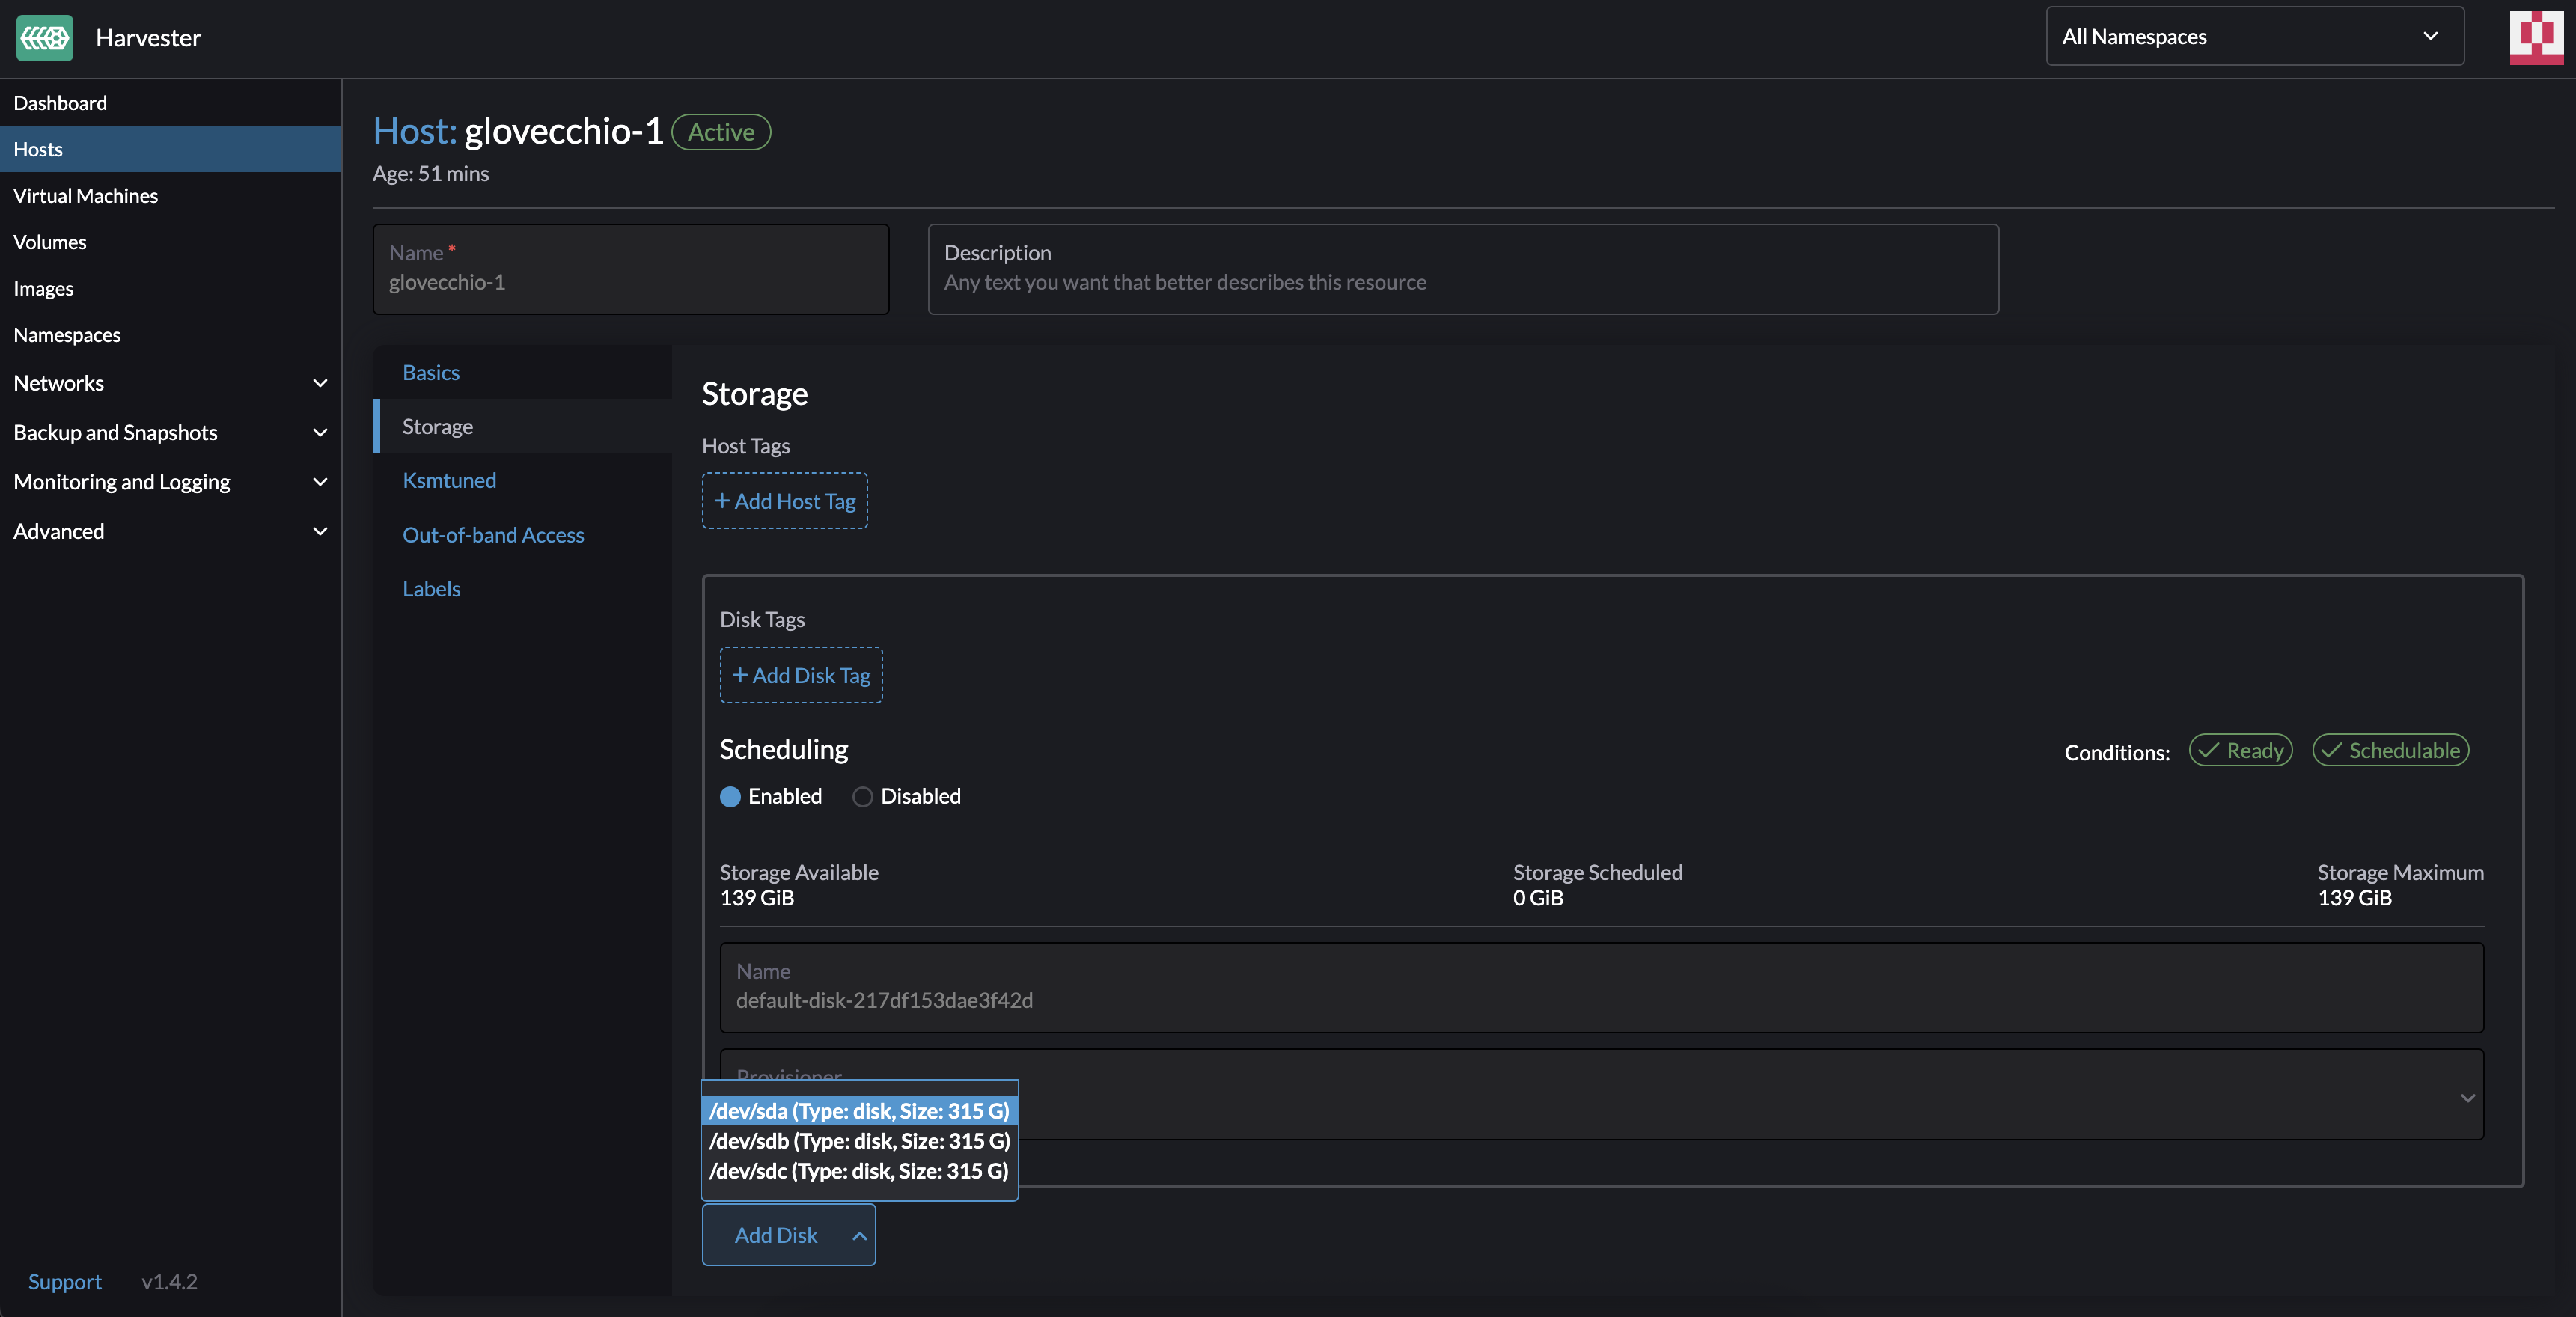 Harvester
All Namespaces
Dashboard
Hosts
Virtual Machines
Volumes
Images
Namespaces
Networks
Backup and Snapshots
Monitoring and Logging
Advanced
Support v1.4.2
Host: glovecchio-1 Active
Age: 51 mins
Name *
glovecchio-1
Description
Any text you want that better describes this resource
Basics
Storage
Ksmtuned
Out-of-band Access
Labels
Storage
Host Tags
+ Add Host Tag
Disk Tags
+ Add Disk Tag
Scheduling
Conditions: Ready Schedulable
Enabled Disabled
Storage Available Storage Scheduled Storage Maximum
139 GiB 0 GiB 139 GiB
Name
default-disk-217df153dae3f42d
Provisioner
/dev/sda (Type: disk, Size: 315 G)
/dev/sdb (Type: disk, Size: 315 G)
/dev/sdc (Type: disk, Size: 315 G)
Add Disk